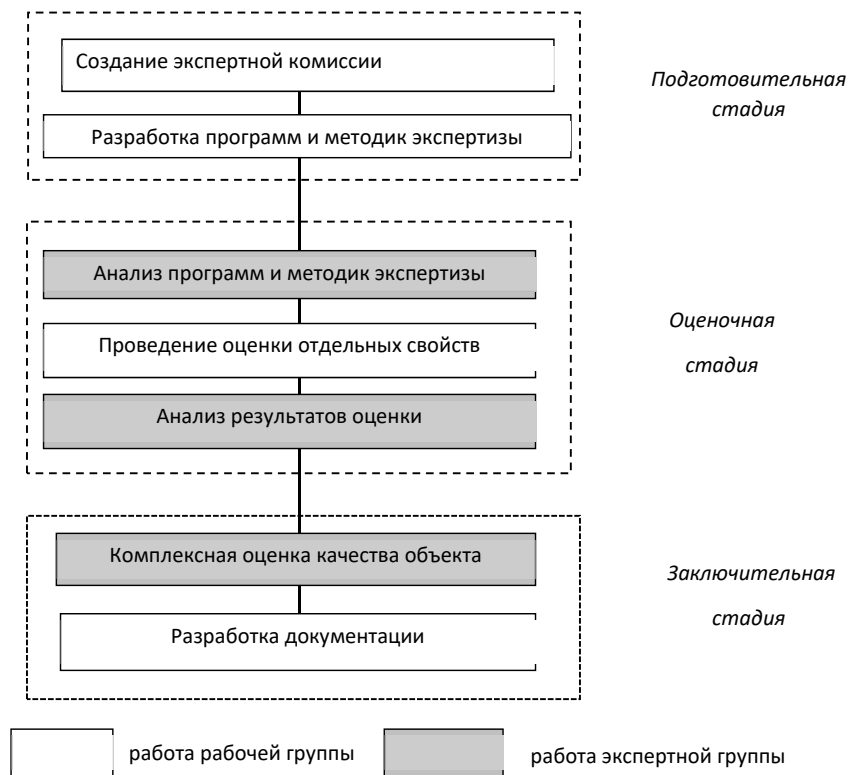 Создание экспертной комиссии
Подготовительная
стадия
Разработка программ и методик экспертизы
Анализ программ и методик экспертизы
Оценочная
стадия
Проведение оценки отдельных свойств
Анализ результатов оценки
Комплексная оценка качества объекта
Заключительная
стадия
Разработка документации
работа рабочей группы
работа экспертной группы